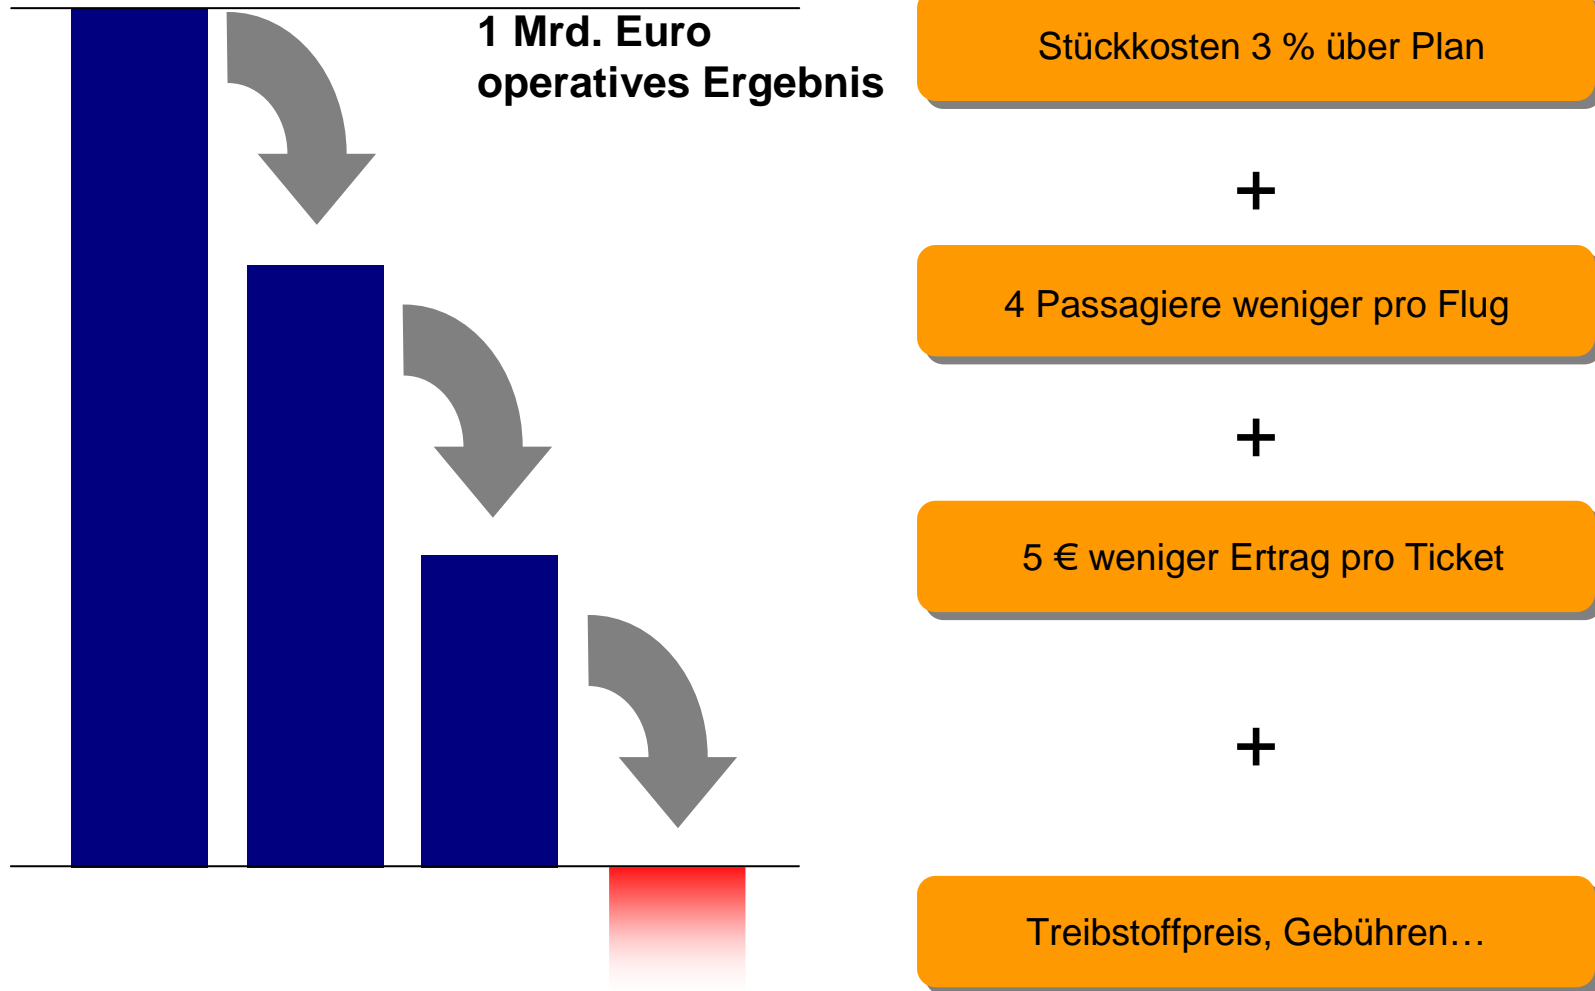 1 Mrd. Euro
operatives Ergebnis
Stückkosten 3 % über Plan
+
4 Passagiere weniger pro Flug
+
5 € weniger Ertrag pro Ticket
+
Treibstoffpreis, Gebühren…